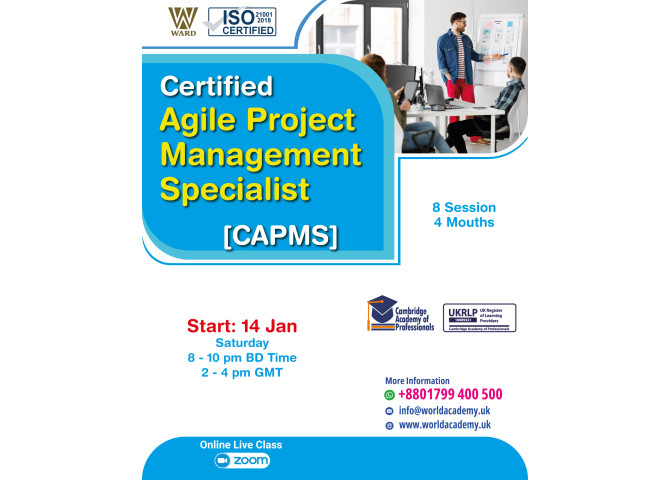 WARD
ISO 21001 2018
CERTIFIED
Certified
Agile Project
Management
Specialist
[CAPMS]
8 Session
4 Mouths
Start: 14 Jan
Saturday
8 - 10 pm BD Time
2 - 4 pm GMT
Cambridge
Academy of
Professionals
UKRLP
UK Register
of Learning
Providers
Cambridge Academy of Professionals
More Information
+8801799 400 500
info@worldacademy.uk
www.worldacademy.uk
Online Live Class
zoom